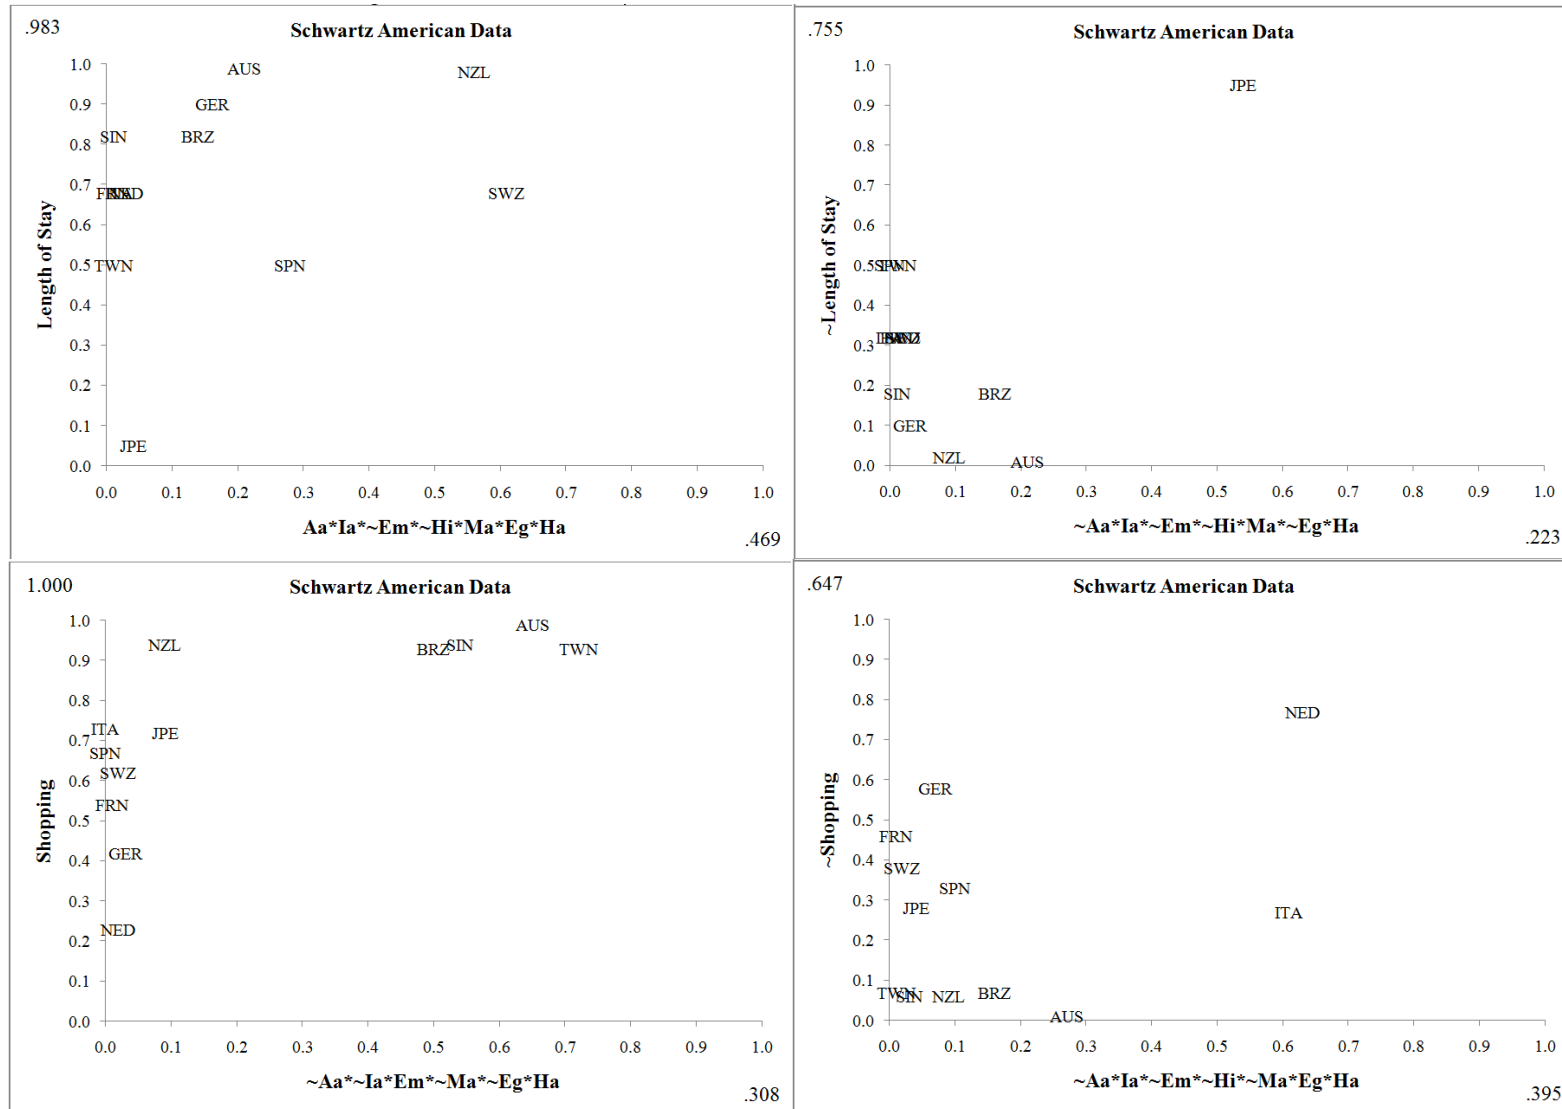 .983
Schwartz American Data
1.0
AUS
NZL
0.9
GER
0.8
SIN
BRZ
0.7
SWZ
0.6
0.5
TWN
SPN
0.4
0.3
0.2
0.1
JPE
0.0
Length of Stay
0.0 0.1 0.2 0.3 0.4 0.5 0.6 0.7 0.8 0.9 1.0
Aa*Ia*~Em*~Hi*Ma*Eg*Ha
.469
.755
Schwartz American Data
1.0
JPE
0.9
0.8
0.7
0.6
0.5
SPN
TWN
0.4
0.3
0.2
SIN
BRZ
0.1
GER
NZL
AUS
0.0
~Length of Stay
0.0 0.1 0.2 0.3 0.4 0.5 0.6 0.7 0.8 0.9 1.0
~Aa*Ia*~Em*~Hi*Ma*~Eg*Ha
.223
1.000
Schwartz American Data
1.0
AUS
NZL
BRZ
SIN
TWN
0.9
0.8
ITA
JPE
0.7
SPN
SWZ
0.6
FRN
0.5
GER
0.4
0.3
NED
0.2
0.1
0.0
Shopping
0.0 0.1 0.2 0.3 0.4 0.5 0.6 0.7 0.8 0.9 1.0
~Aa*~Ia*Em*~Ma*~Eg*Ha
.308
.647
Schwartz American Data
1.0
0.9
0.8
NED
0.7
0.6
GER
0.5
FRN
0.4
SWZ
SPN
0.3
JPE
ITA
0.2
0.1
TWN
SIN
NZL
BRZ
AUS
0.0
~Shopping
0.0 0.1 0.2 0.3 0.4 0.5 0.6 0.7 0.8 0.9 1.0
~Aa*Ia*~Em*~Hi*~Ma*Eg*Ha
.395